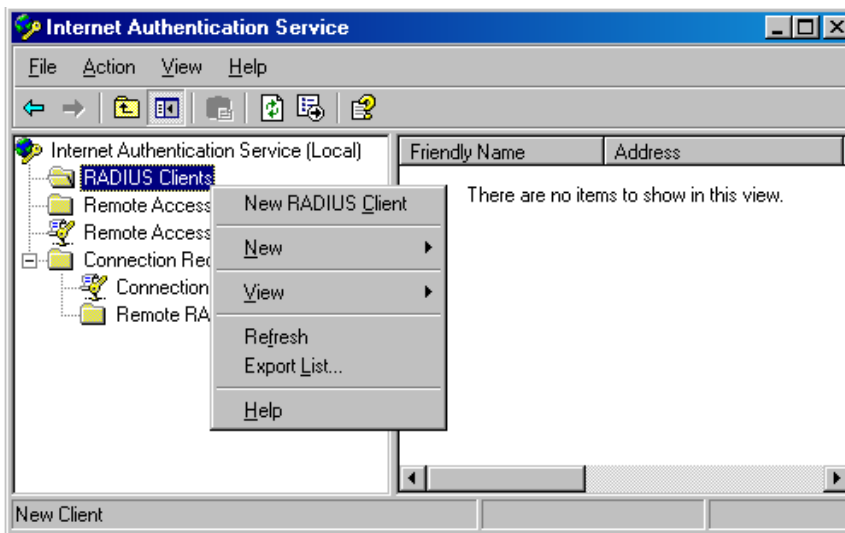 Internet Authentication Service
File Action View Help
Internet Authentication Service (Local)
RADIUS Clients
Remote Access
Remote Access
Connection Rec
Connection
Remote RA
New RADIUS Client
New
View
Refresh
Export List...
Help
Friendly Name Address
There are no items to show in this view.
New Client